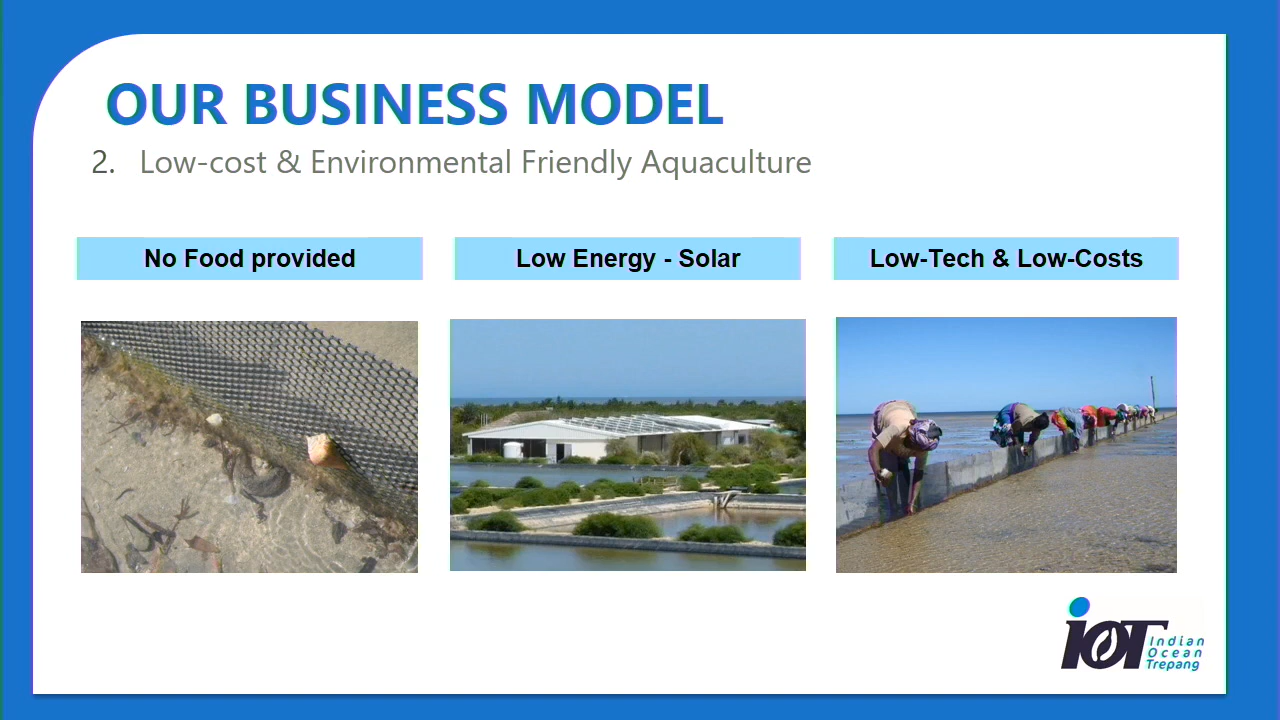 OUR BUSINESS MODEL
2. Low-cost & Environmental Friendly Aquaculture
No Food provided
Low Energy - Solar
Low-Tech & Low-Costs
iOT
Indian
Ocean
Trepang